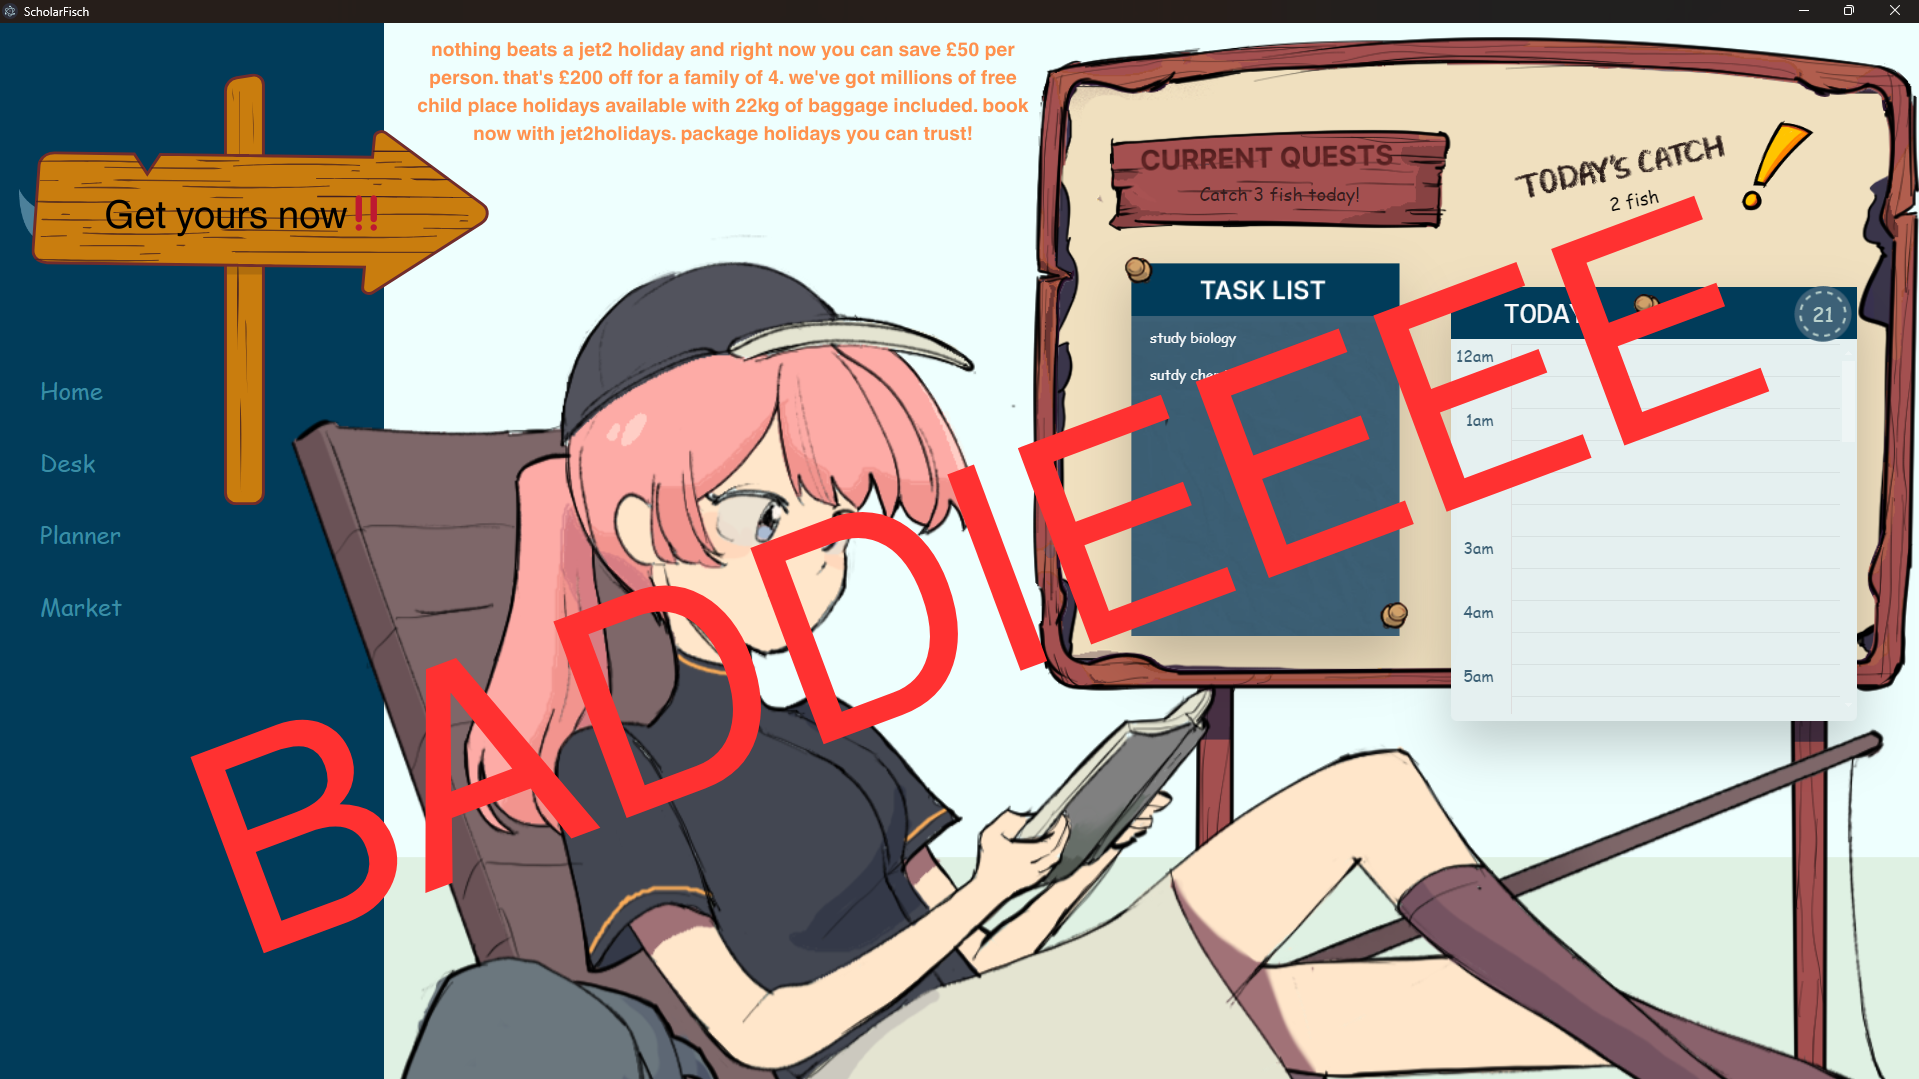 ScholarFisch
nothing beats a jet2 holiday and right now you can save £50 per
person. that's £200 off for a family of 4. we've got millions of free
child place holidays available with 22kg of baggage included. book
now with jet2holidays. package holidays you can trust!
Get yours now‼️
Home
Desk
Planner
Market
CURRENT QUESTS
Catch 3 fish today!
TODAY'S CATCH
2 fish
TASK LIST
study biology
sutdy
TODAY
21
12am
1am
3am
4am
5am
BADDIEEEEE